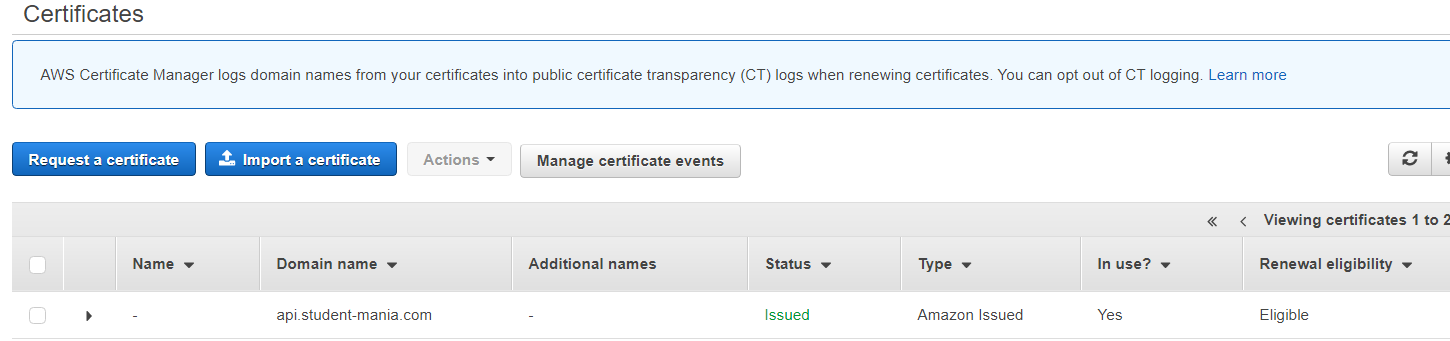 Certificates
AWS Certificate Manager logs domain names from your certificates into public certificate transparency (CT) logs when renewing certificates. You can opt out of CT logging. Learn more
Request a certificate Import a certificate Actions Manage certificate events
« ‹ Viewing certificates 1 to 2
Name Domain name Additional names Status Type In use? Renewal eligibility
- api.student-mania.com - Issued Amazon Issued Yes Eligible